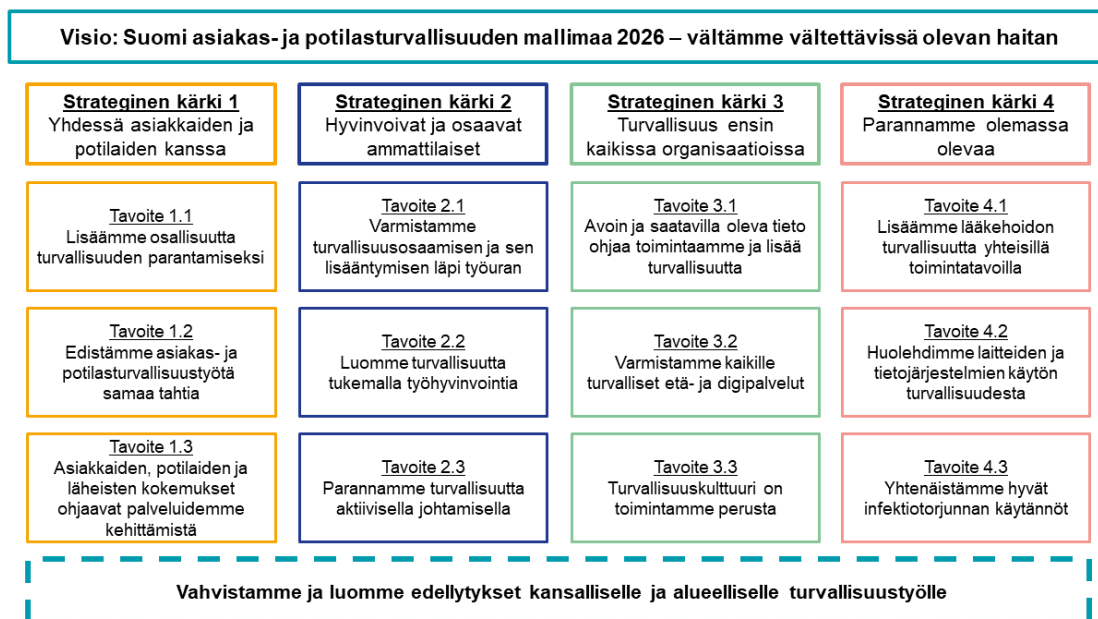 Visio: Suomi asiakas- ja potilasturvallisuuden mallimaa 2026 – vältämme vältettävissä olevan haitan
Strateginen kärki 1
Yhdessä asiakkaiden ja
potilaiden kanssa
Tavoite 1.1
Lisäämme osallisuutta
turvallisuuden parantamiseksi
Tavoite 1.2
Edistämme asiakas- ja
potilasturvallisuustyötä
samaa tahtia
Tavoite 1.3
Asiakkaiden, potilaiden ja
läheisten kokemukset
ohjaavat palveluidemme
kehittämistä
Strateginen kärki 2
Hyvinvoivat ja osaavat
ammattilaiset
Tavoite 2.1
Varmistamme
turvallisuusosaamisen ja sen
lisääntymisen läpi työuran
Tavoite 2.2
Luomme turvallisuutta
tukemalla työhyvinvointia
Tavoite 2.3
Parannamme turvallisuutta
aktiivisella johtamisella
Strateginen kärki 3
Turvallisuus ensin
kaikissa organisaatioissa
Tavoite 3.1
Avoin ja saatavilla oleva tieto
ohjaa toimintaamme ja lisää
turvallisuutta
Tavoite 3.2
Varmistamme kaikille
turvalliset etä- ja digipalvelut
Tavoite 3.3
Turvallisuuskulttuuri on
toimintamme perusta
Strateginen kärki 4
Parannamme olemassa
olevaa
Tavoite 4.1
Lisäämme lääkehoidon
turvallisuutta yhteisillä
toimintatavoilla
Tavoite 4.2
Huolehdimme laitteiden ja
tietojärjestelmien käytön
turvallisuudesta
Tavoite 4.3
Yhtenäistämme hyvät
infektiotorjunnan käytännöt
Vahvistamme ja luomme edellytykset kansalliselle ja alueelliselle turvallisuustyölle